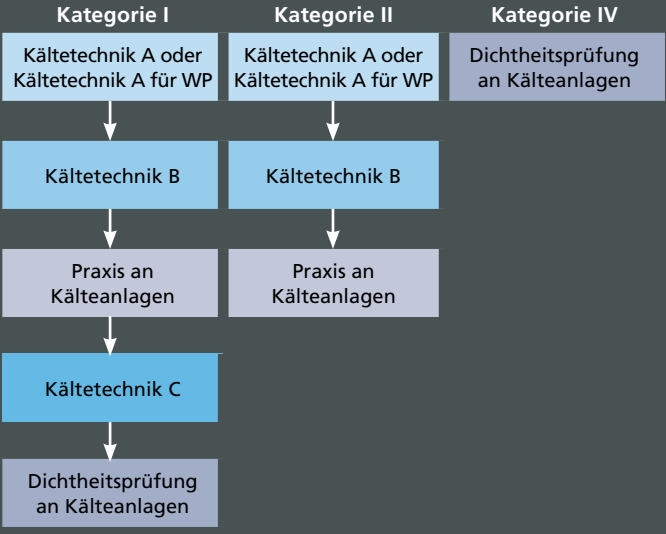 Kategorie I
Kältetechnik A oder
Kältetechnik A für WP
Kältetechnik B
Praxis an
Kälteanlagen
Kältetechnik C
Dichtheitsprüfung
an Kälteanlagen
Kategorie II
Kältetechnik A oder
Kältetechnik A für WP
Kältetechnik B
Praxis an
Kälteanlagen
Kategorie IV
Dichtheitsprüfung
an Kälteanlagen